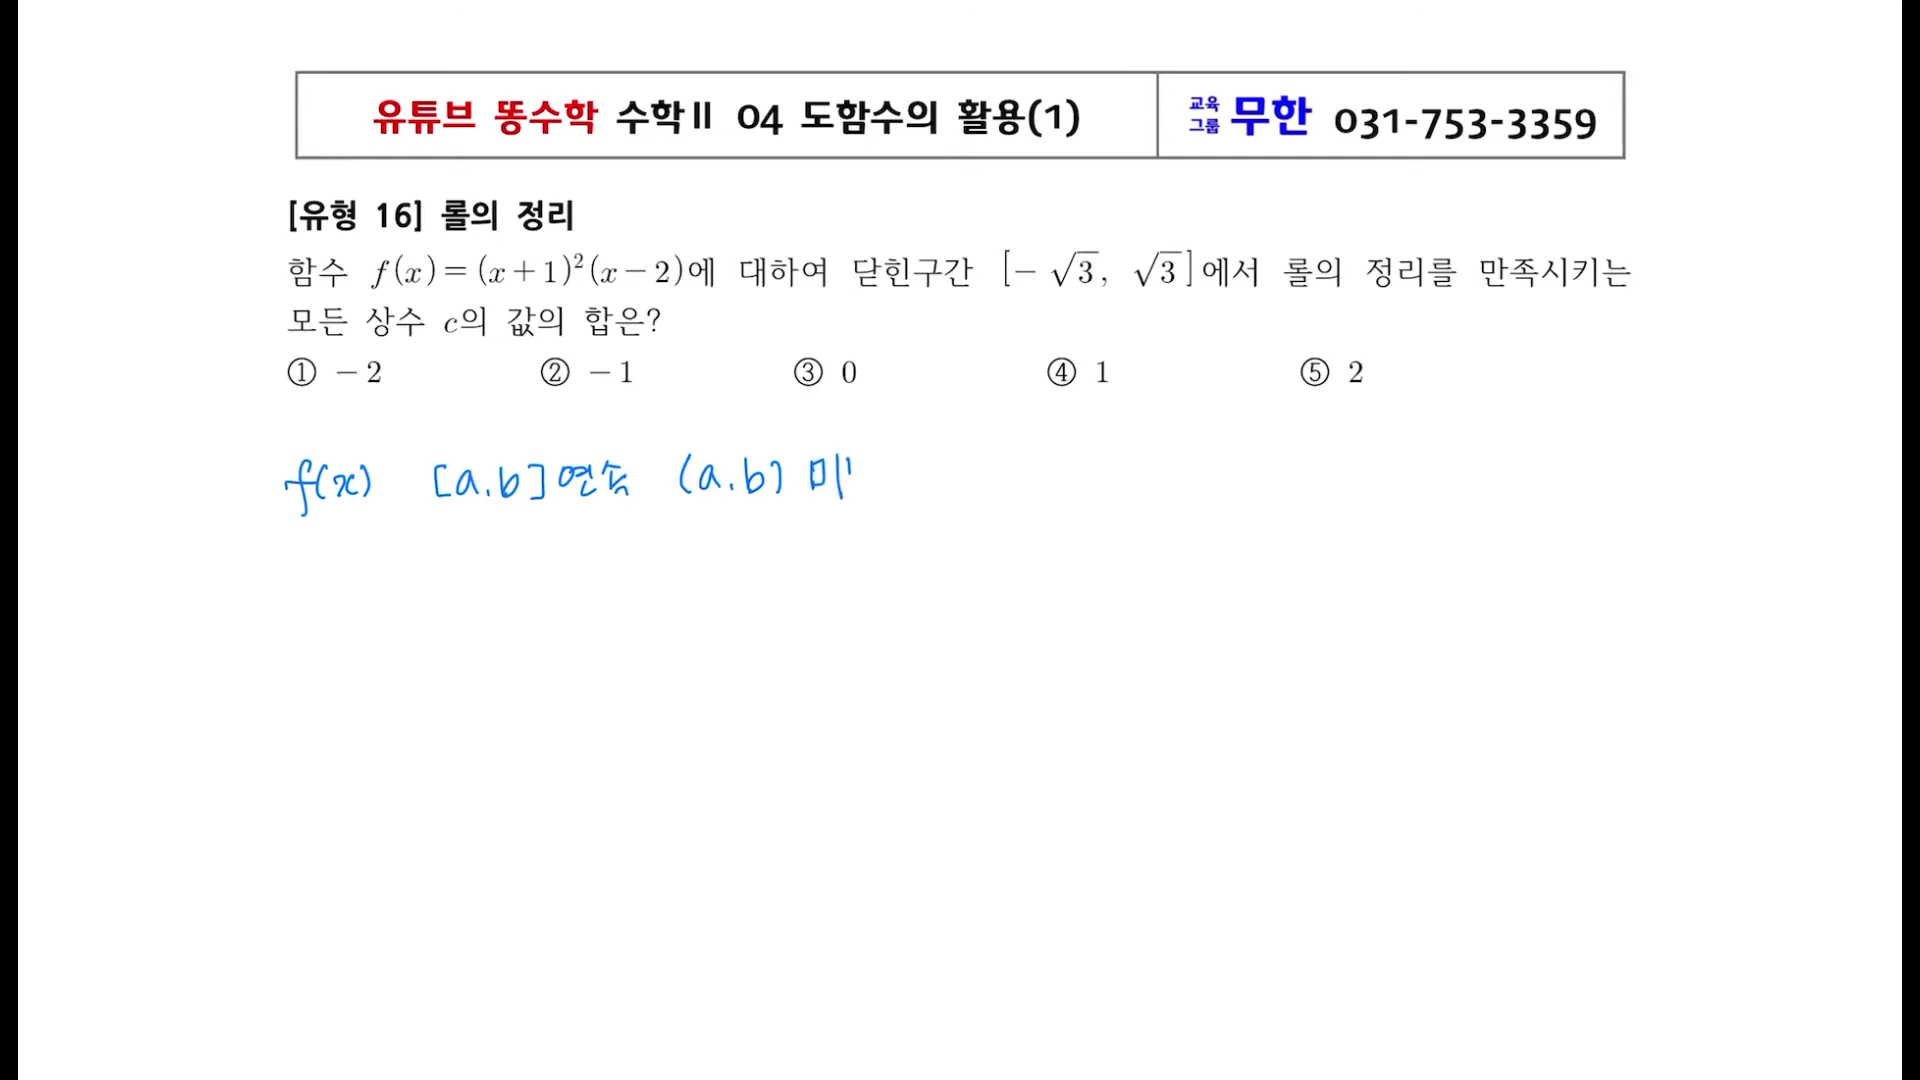 유튜브 똥수학 수학Ⅱ 04 도함수의 활용(1) 교육그룹 무한 031-753-3359
[유형 16] 롤의 정리
함수 f(x)=(x+1)²(x-2)에 대하여 닫힌구간 [-√3, √3]에서 롤의 정리를 만족시키는
모든 상수 c의 값의 합은?
① -2 ② -1 ③ 0 ④ 1 ⑤ 2
f(x) [a.b] 연속 (a.b) 미